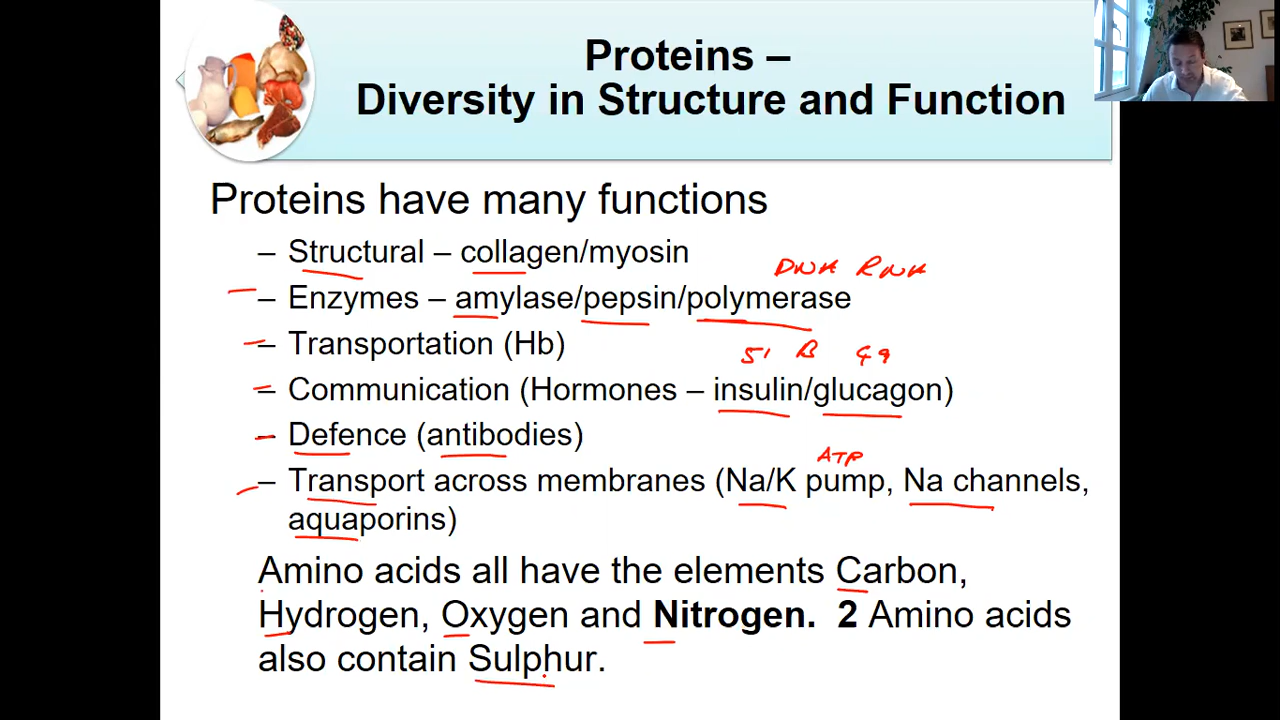 Proteins –
Diversity in Structure and Function
Proteins have many functions
– Structural – collagen/myosin
DNA RNA
– Enzymes – amylase/pepsin/polymerase
– Transportation (Hb)
51 B
– Communication (Hormones – insulin/glucagon)
– Defence (antibodies)
ATP
– Transport across membranes (Na/K pump, Na channels,
aquaporins)
Amino acids all have the elements Carbon,
Hydrogen, Oxygen and Nitrogen. 2 Amino acids
also contain Sulphur.